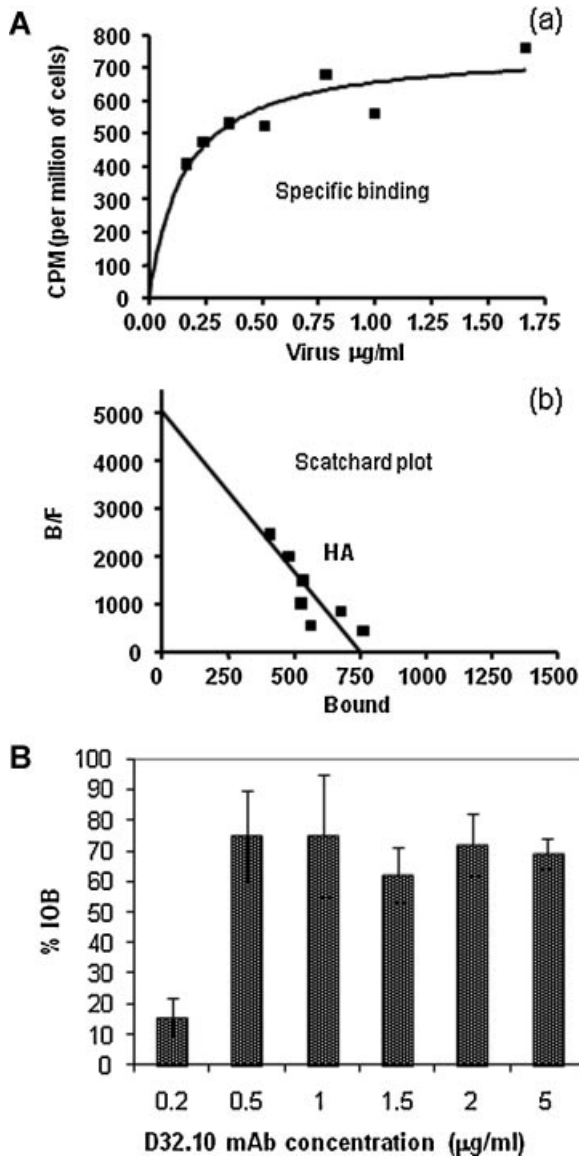 A
(a)
CPM (per million of cells)
800
700
600
500
400
300
200
100
0
0.00 0.25 0.50 0.75 1.00 1.25 1.50 1.75
Specific binding
Virus µg/ml
(b)
B/F
5000
4000
3000
2000
1000
0
Scatchard plot
HA
0 250 500 750 1000 1250 1500
Bound
B
% IOB
100
90
80
70
60
50
40
30
20
10
0
0.2 0.5 1 1.5 2 5
D32.10 mAb concentration (µg/ml)